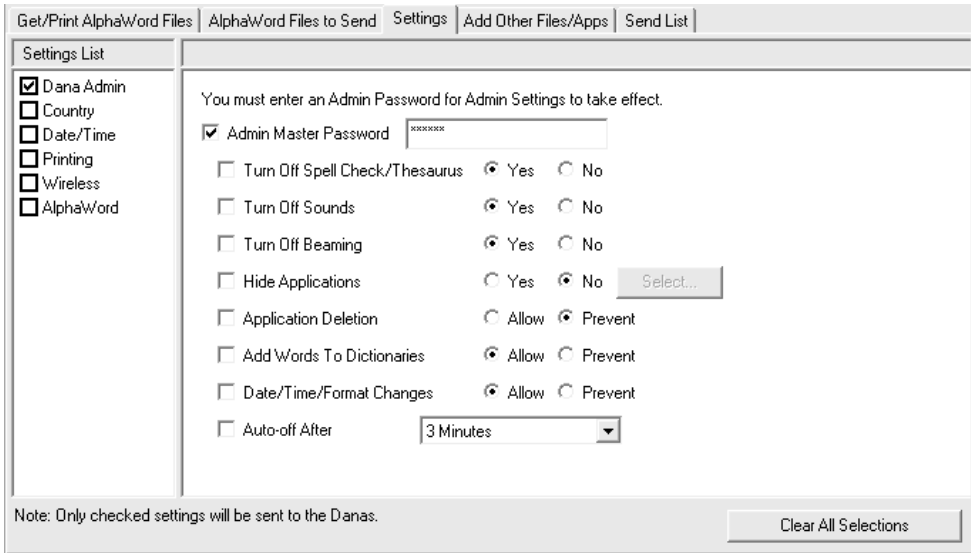 Get/Print AlphaWord Files AlphaWord Files to Send Settings Add Other Files/Apps Send List
Settings List
Dana Admin
Country
Date/Time
Printing
Wireless
AlphaWord
You must enter an Admin Password for Admin Settings to take effect.
Admin Master Password ******
Turn Off Spell Check/Thesaurus Yes No
Turn Off Sounds Yes No
Turn Off Beaming Yes No
Hide Applications Yes No Select...
Application Deletion Allow Prevent
Add Words To Dictionaries Allow Prevent
Date/Time/Format Changes Allow Prevent
Auto-off After 3 Minutes
Note: Only checked settings will be sent to the Danas.
Clear All Selections